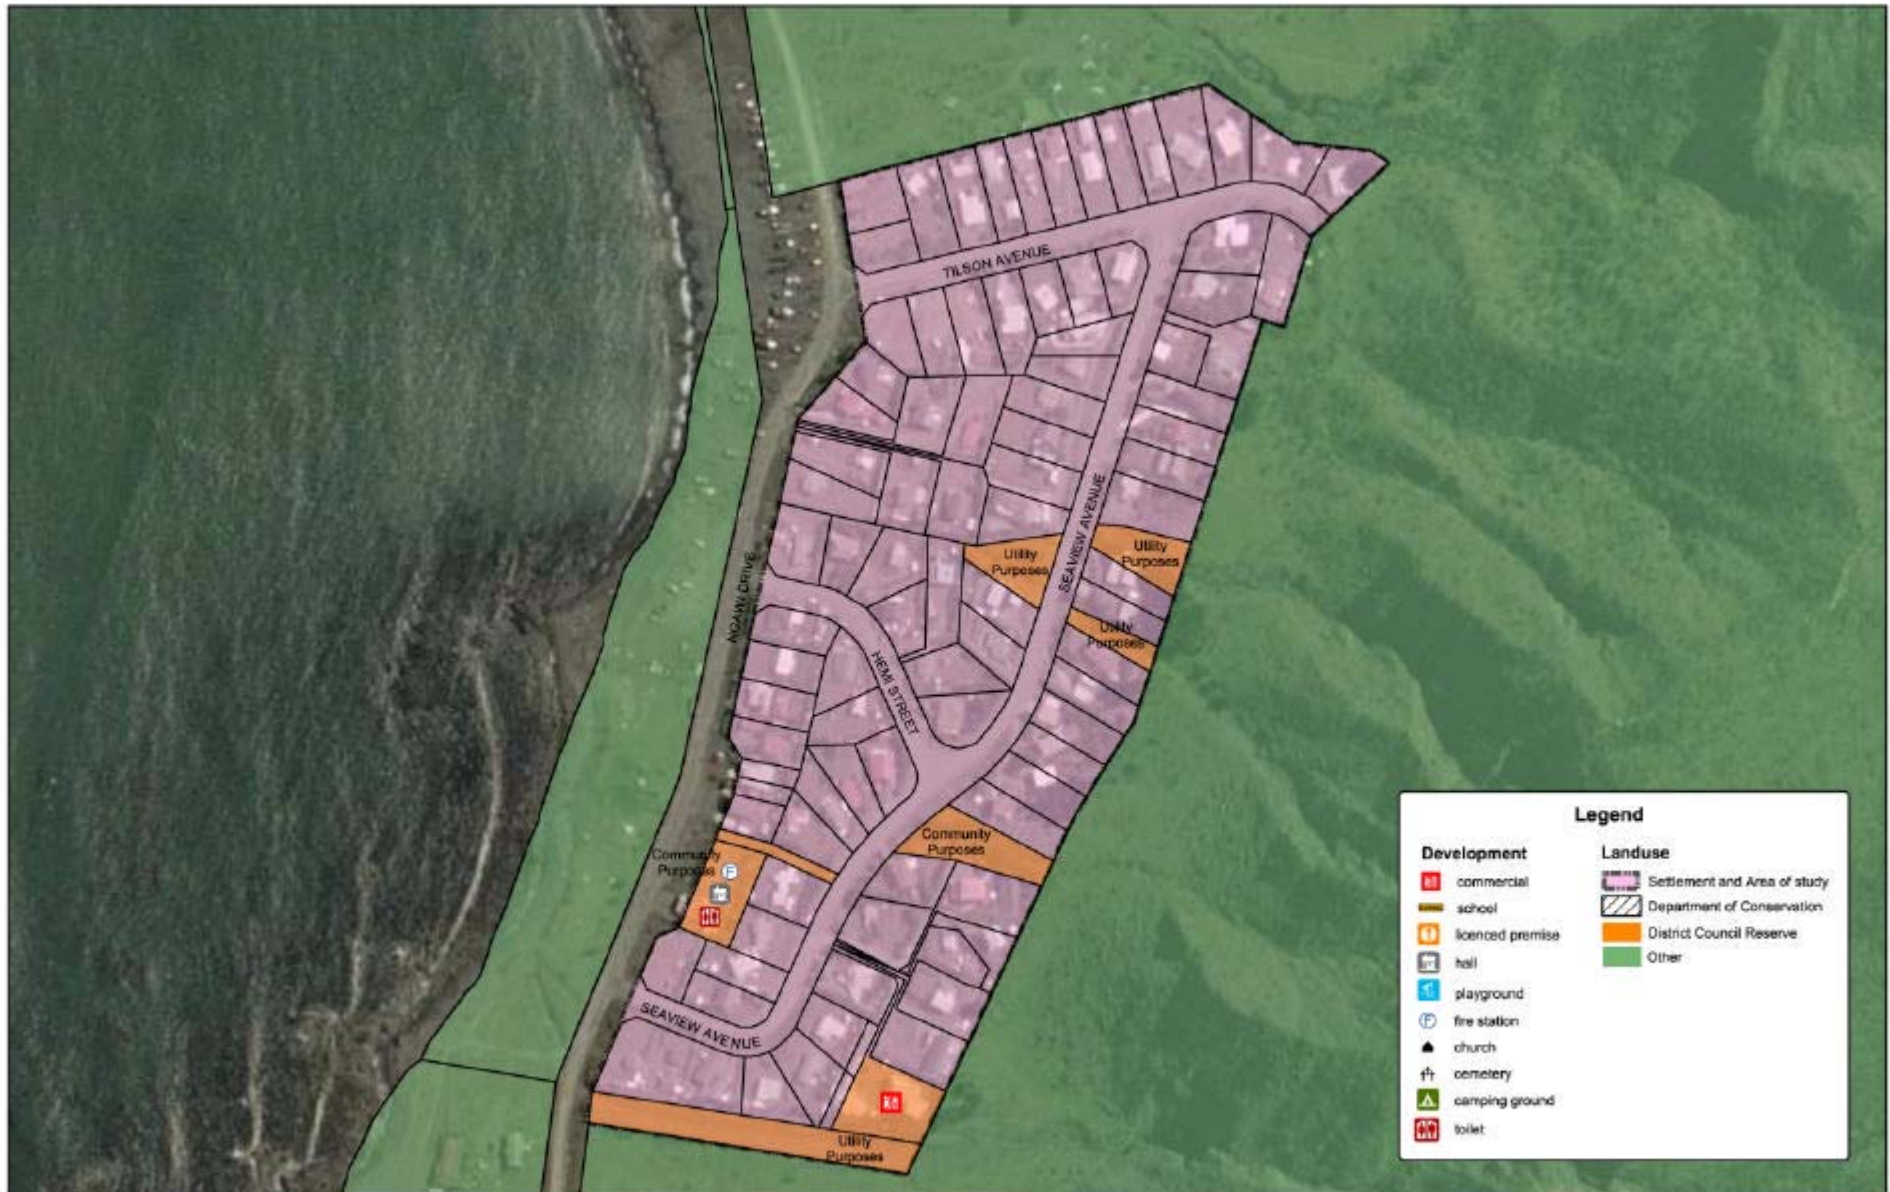 TILSON AVENUE
SEAVIEW AVENUE
Utility
Purposes
Utility
Purposes
NGAWI DRIVE
Utility
Purposes
HEMI STREET
Community
Purposes
Community
Purposes
F
SEAVIEW AVENUE
Utility
Purposes
Legend
Development
commercial
school
licenced premise
hall
playground
F
fire station
church
cemetery
camping ground
toilet
Landuse
Settlement and Area of study
Department of Conservation
District Council Reserve
Other